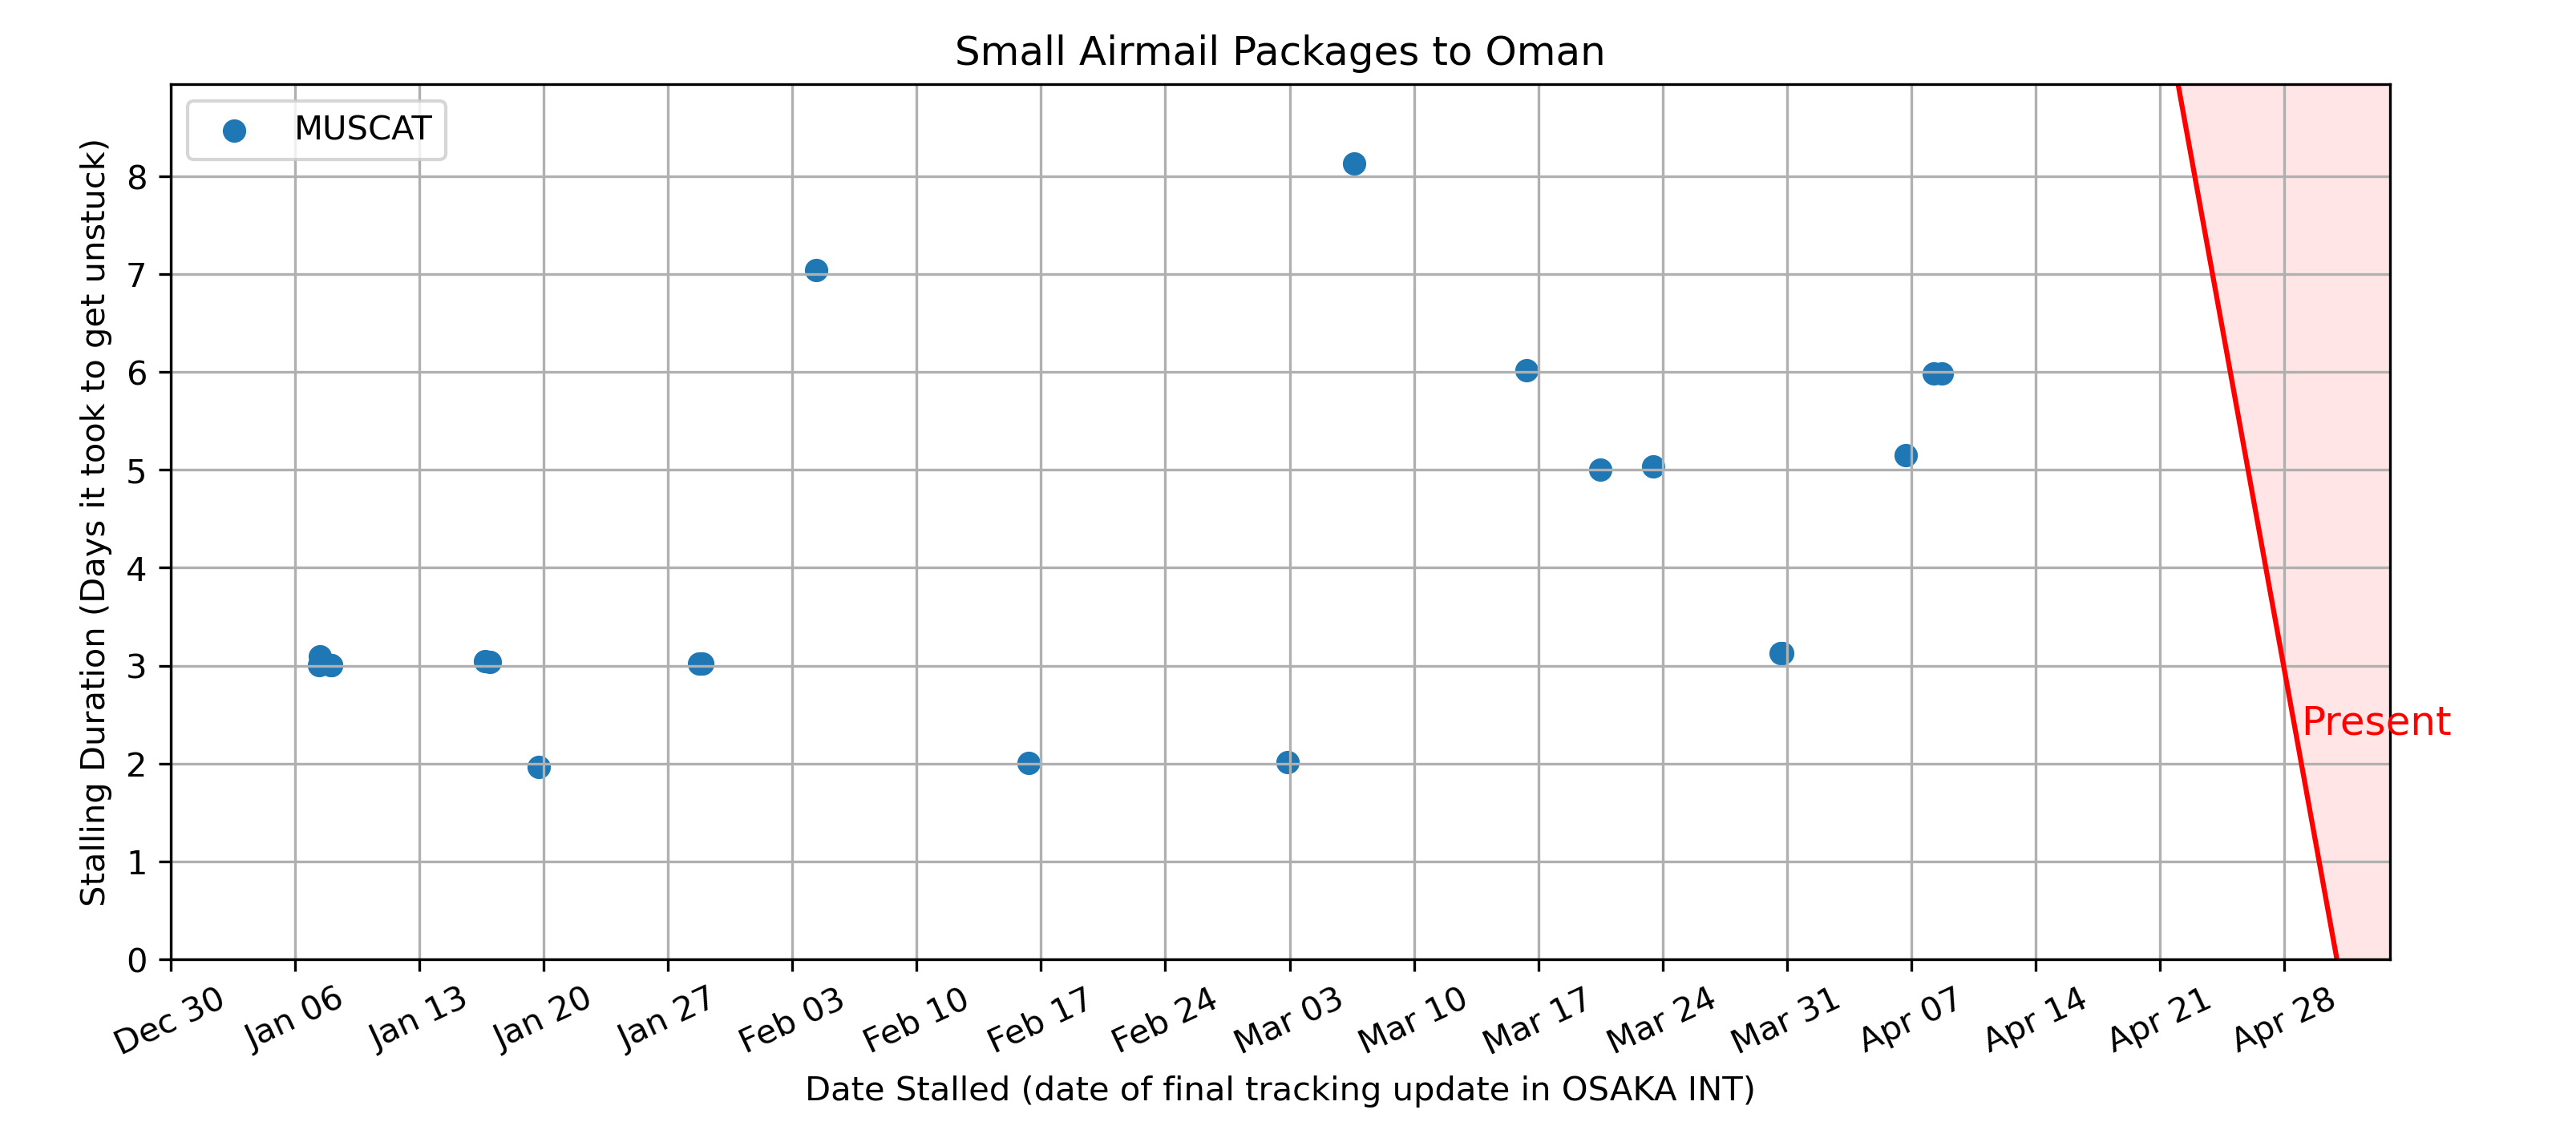 Small Airmail Packages to Oman
MUSCAT
Stalling Duration (Days it took to get unstuck)
8
7
6
5
4
3
2
1
0
Present
Dec 30
Jan 06
Jan 13
Jan 20
Jan 27
Feb 03
Feb 10
Feb 17
Feb 24
Mar 03
Mar 10
Mar 17
Mar 24
Mar 31
Apr 07
Apr 14
Apr 21
Apr 28
Date Stalled (date of final tracking update in OSAKA INT)